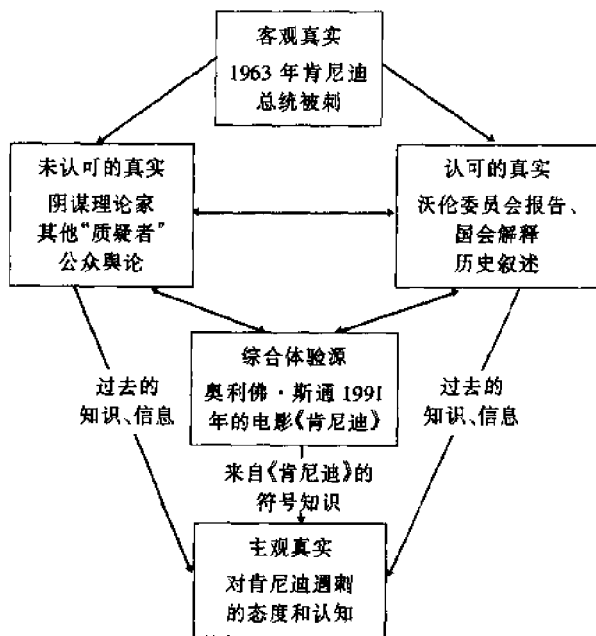 客观真实
1963 年肯尼迪
总统被刺
未认可的真实
阴谋理论家
其他“质疑者”
公众舆论
认可的真实
沃伦委员会报告、
国会解释
历史叙述
综合体验源
奥利佛·斯通 1991
年的电影《肯尼迪》
过去的
知识、信息
过去的
知识、信息
来自《肯尼迪》的
符号知识
主观真实
对肯尼迪遇刺
的态度和认知